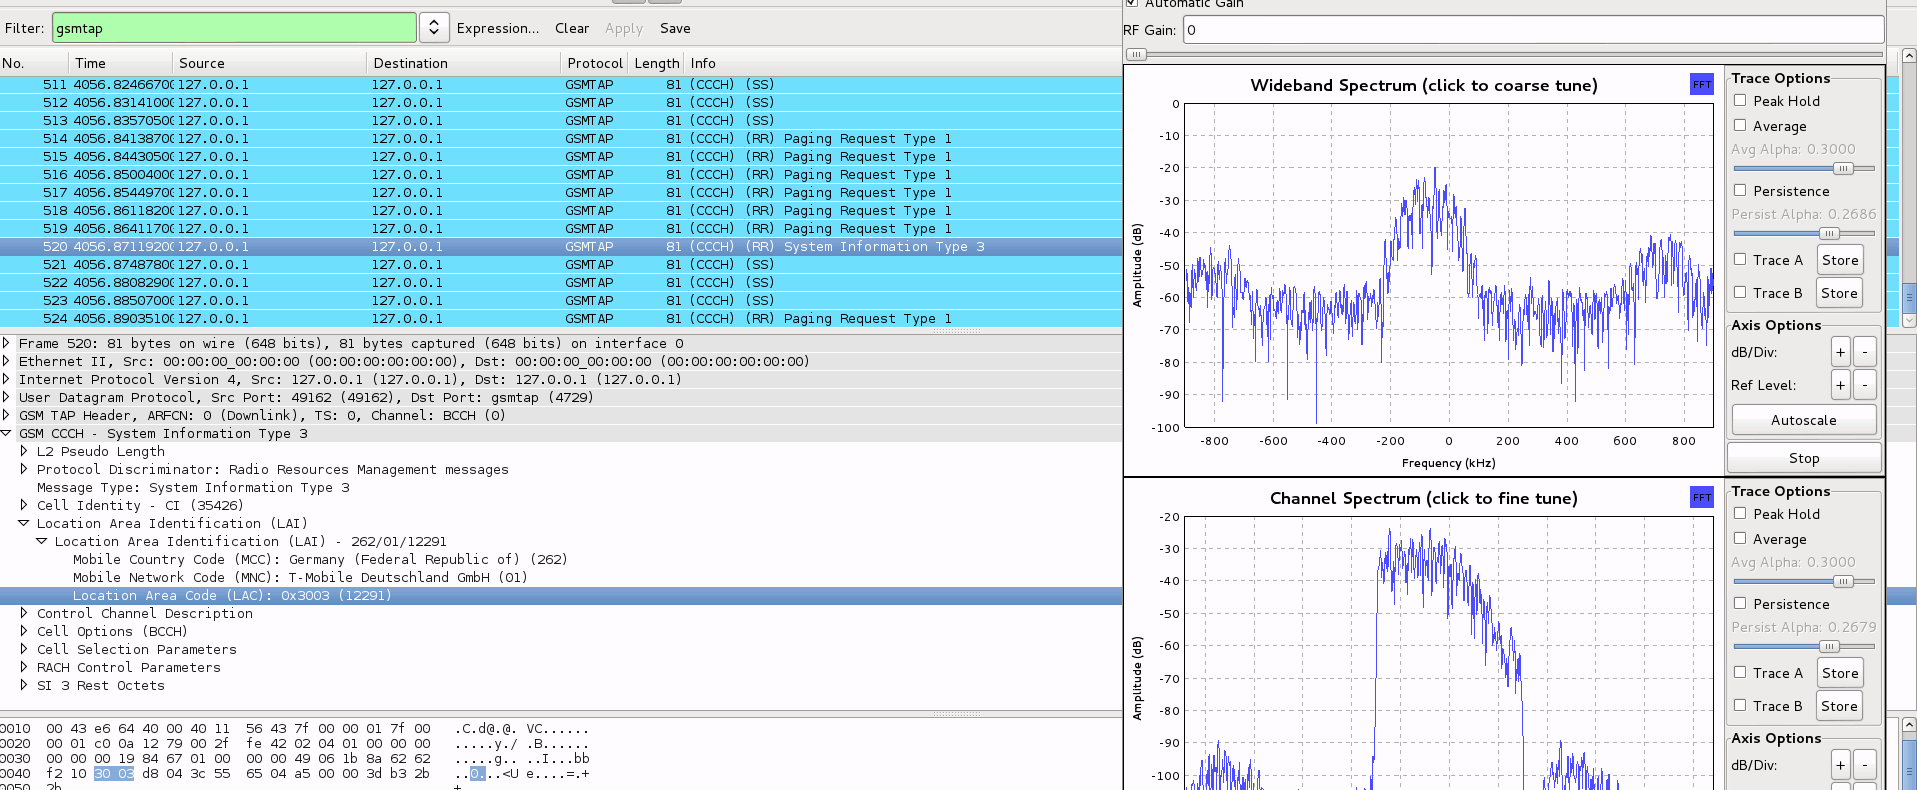 Filter: gsmtap Expression... Clear Apply Save
No. Time Source Destination Protocol Length Info
511 4056.82466700 127.0.0.1 127.0.0.1 GSMTAP 81 (CCCH) (SS)
512 4056.83141000 127.0.0.1 127.0.0.1 GSMTAP 81 (CCCH) (SS)
513 4056.83570500 127.0.0.1 127.0.0.1 GSMTAP 81 (CCCH) (SS)
514 4056.84138700 127.0.0.1 127.0.0.1 GSMTAP 81 (CCCH) (RR) Paging Request Type 1
515 4056.84430500 127.0.0.1 127.0.0.1 GSMTAP 81 (CCCH) (RR) Paging Request Type 1
516 4056.85004000 127.0.0.1 127.0.0.1 GSMTAP 81 (CCCH) (RR) Paging Request Type 1
517 4056.85449700 127.0.0.1 127.0.0.1 GSMTAP 81 (CCCH) (RR) Paging Request Type 1
518 4056.86118200 127.0.0.1 127.0.0.1 GSMTAP 81 (CCCH) (RR) Paging Request Type 1
519 4056.86411700 127.0.0.1 127.0.0.1 GSMTAP 81 (CCCH) (RR) Paging Request Type 1
520 4056.87119200 127.0.0.1 127.0.0.1 GSMTAP 81 (CCCH) (RR) System Information Type 3
521 4056.87487800 127.0.0.1 127.0.0.1 GSMTAP 81 (CCCH) (SS)
522 4056.88082900 127.0.0.1 127.0.0.1 GSMTAP 81 (CCCH) (SS)
523 4056.88507000 127.0.0.1 127.0.0.1 GSMTAP 81 (CCCH) (SS)
524 4056.89035100 127.0.0.1 127.0.0.1 GSMTAP 81 (CCCH) (RR) Paging Request Type 1
Frame 520: 81 bytes on wire (648 bits), 81 bytes captured (648 bits) on interface 0
Ethernet II, Src: 00:00:00_00:00:00 (00:00:00:00:00:00), Dst: 00:00:00_00:00:00 (00:00:00:00:00:00)
Internet Protocol Version 4, Src: 127.0.0.1 (127.0.0.1), Dst: 127.0.0.1 (127.0.0.1)
User Datagram Protocol, Src Port: 49162 (49162), Dst Port: gsmtap (4729)
GSM TAP Header, ARFCN: 0 (Downlink), TS: 0, Channel: BCCH (0)
GSM CCCH - System Information Type 3
L2 Pseudo Length
Protocol Discriminator: Radio Resources Management messages
Message Type: System Information Type 3
Cell Identity - CI (35426)
Location Area Identification (LAI)
Location Area Identification (LAI) - 262/01/12291
Mobile Country Code (MCC): Germany (Federal Republic of) (262)
Mobile Network Code (MNC): T-Mobile Deutschland GmbH (01)
Location Area Code (LAC): 0x3003 (12291)
Control Channel Description
Cell Options (BCCH)
Cell Selection Parameters
RACH Control Parameters
SI 3 Rest Octets
0010 00 43 e6 64 40 00 40 11 56 43 7f 00 00 01 7f 00 .C.d@.@. VC......
0020 00 01 c0 0a 12 79 00 2f fe 42 02 04 01 00 00 00 .....y./ .B......
0030 00 00 00 19 84 67 01 00 00 00 49 06 1b 8a 62 62 .....g.. ..I...bb
0040 f2 10 30 03 d8 04 3c 55 65 04 a5 00 00 3d b3 2b ..0...<U e....=.+
0050 2b +
Automatic Gain
RF Gain: 0
Wideband Spectrum (click to coarse tune)
FFT
0
-10
-20
-30
-40
-50
-60
-70
-80
-90
-100
Amplitude (dB)
-800 -600 -400 -200 0 200 400 600 800
Frequency (kHz)
Trace Options
Peak Hold
Average
Avg Alpha: 0.3000
Persistence
Persist Alpha: 0.2686
Trace A Store
Trace B Store
Axis Options
dB/Div: + -
Ref Level: + -
Autoscale
Stop
Channel Spectrum (click to fine tune)
FFT
-20
-30
-40
-50
-60
-70
-80
-90
-100
Amplitude (dB)
Trace Options
Peak Hold
Average
Avg Alpha: 0.3000
Persistence
Persist Alpha: 0.2679
Trace A Store
Trace B Store
Axis Options
dB/Div: + -